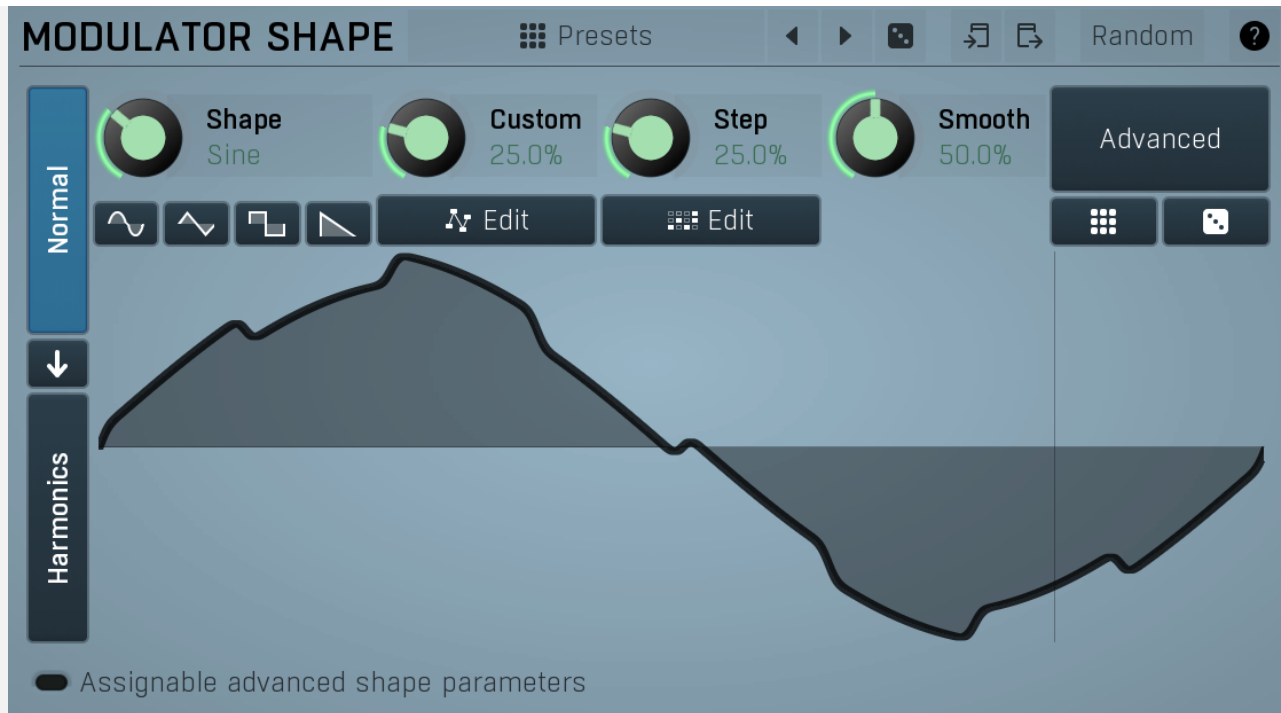 MODULATOR SHAPE Presets Random ?
Shape Custom Step Smooth Advanced
Sine 25.0% 25.0% 50.0%
Normal
Edit Edit
Harmonics
Assignable advanced shape parameters